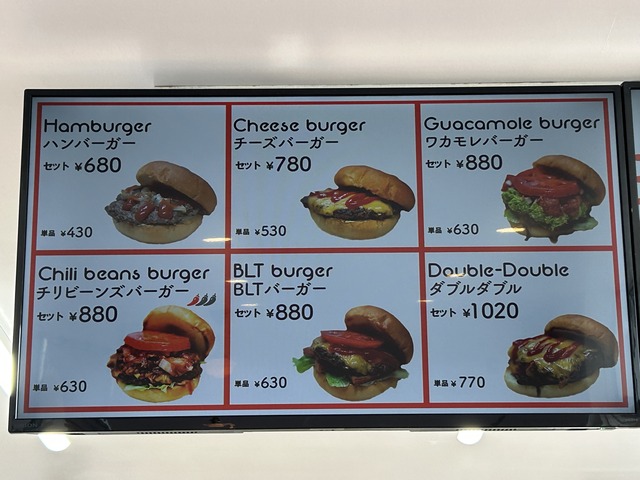 Hamburger
ハンバーガー
セット ¥680
単品 ¥430
Cheese burger
チーズバーガー
セット ¥780
単品 ¥530
Guacamole burger
ワカモレバーガー
セット ¥880
単品 ¥630
Chili beans burger
チリビーンズバーガー
セット ¥880
単品 ¥630
BLT burger
BLTバーガー
セット ¥880
単品 ¥630
Double-Double
ダブルダブル
セット ¥1020
単品 ¥770